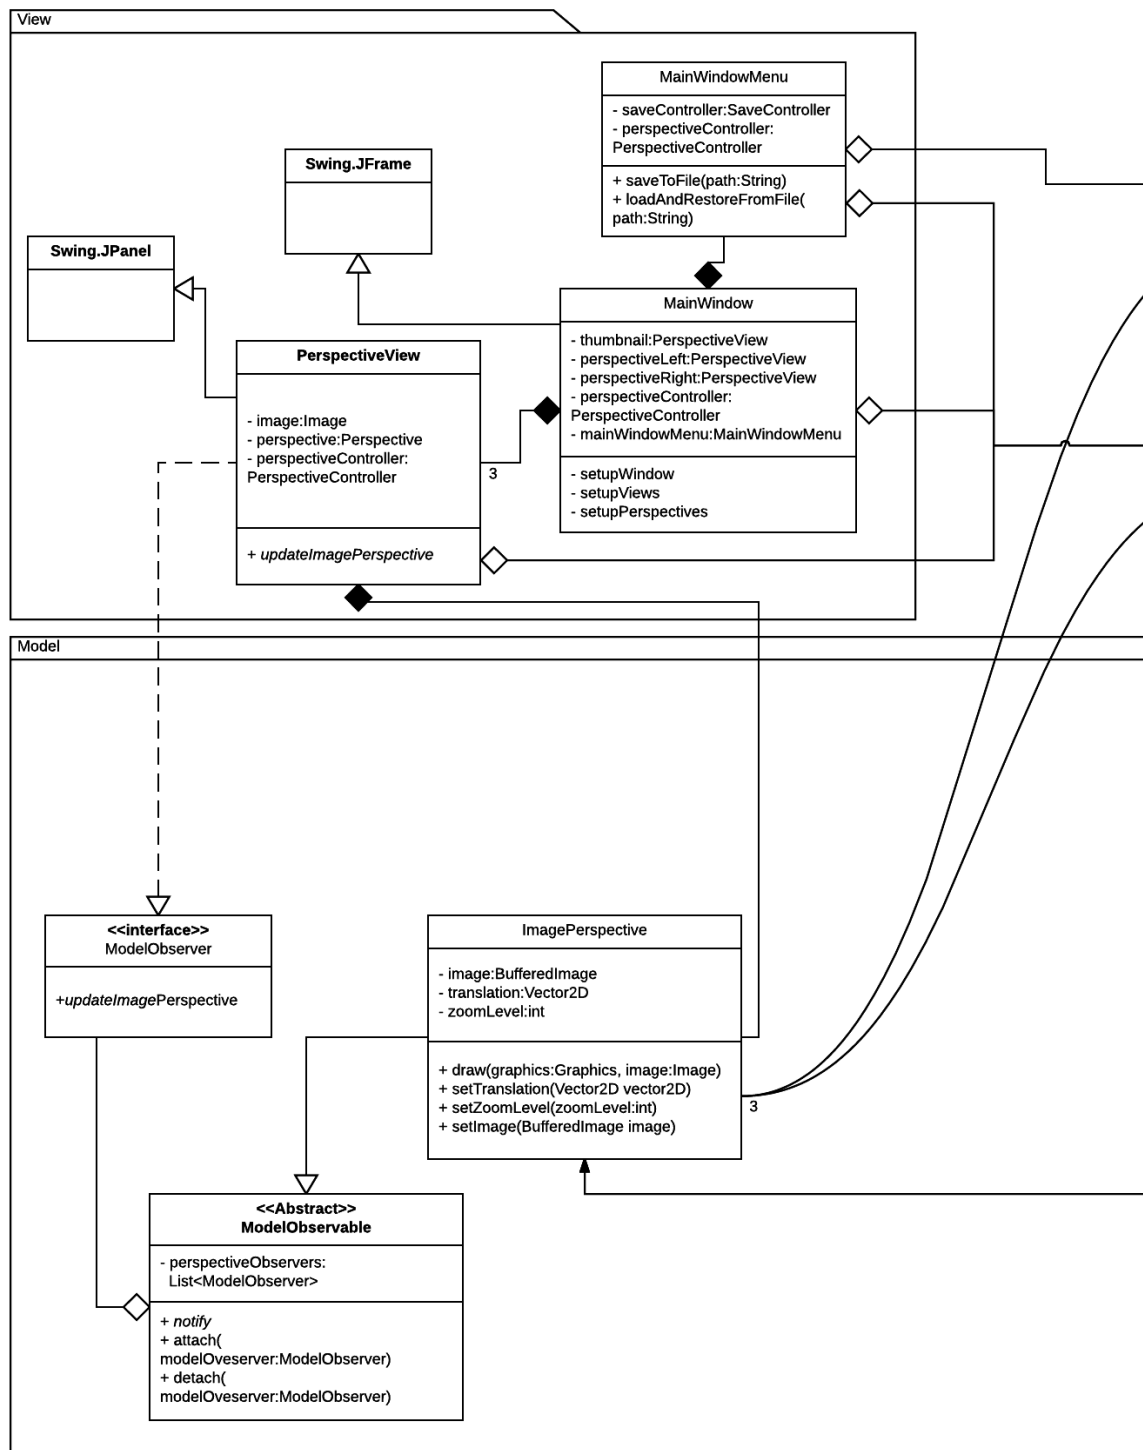 View
MainWindowMenu
- saveController:SaveController
- perspectiveController:
PerspectiveController
+ saveToFile(path:String)
+ loadAndRestoreFromFile(
path:String)
Swing.JFrame
Swing.JPanel
MainWindow
- thumbnail:PerspectiveView
- perspectiveLeft:PerspectiveView
- perspectiveRight:PerspectiveView
- perspectiveController:
PerspectiveController
- mainWindowMenu:MainWindowMenu
- setupWindow
- setupViews
- setupPerspectives
PerspectiveView
- image:Image
- perspective:Perspective
- perspectiveController:
PerspectiveController
+ updateImagePerspective
3
Model
<<interface>>
ModelObserver
+updateImagePerspective
ImagePerspective
- image:BufferedImage
- translation:Vector2D
- zoomLevel:int
+ draw(graphics:Graphics, image:Image)
+ setTranslation(Vector2D vector2D)
+ setZoomLevel(zoomLevel:int)
+ setImage(BufferedImage image)
3
<<Abstract>>
ModelObservable
- perspectiveObservers:
List<ModelObserver>
+ notify
+ attach(
modelOveserver:ModelObserver)
+ detach(
modelOveserver:ModelObserver)